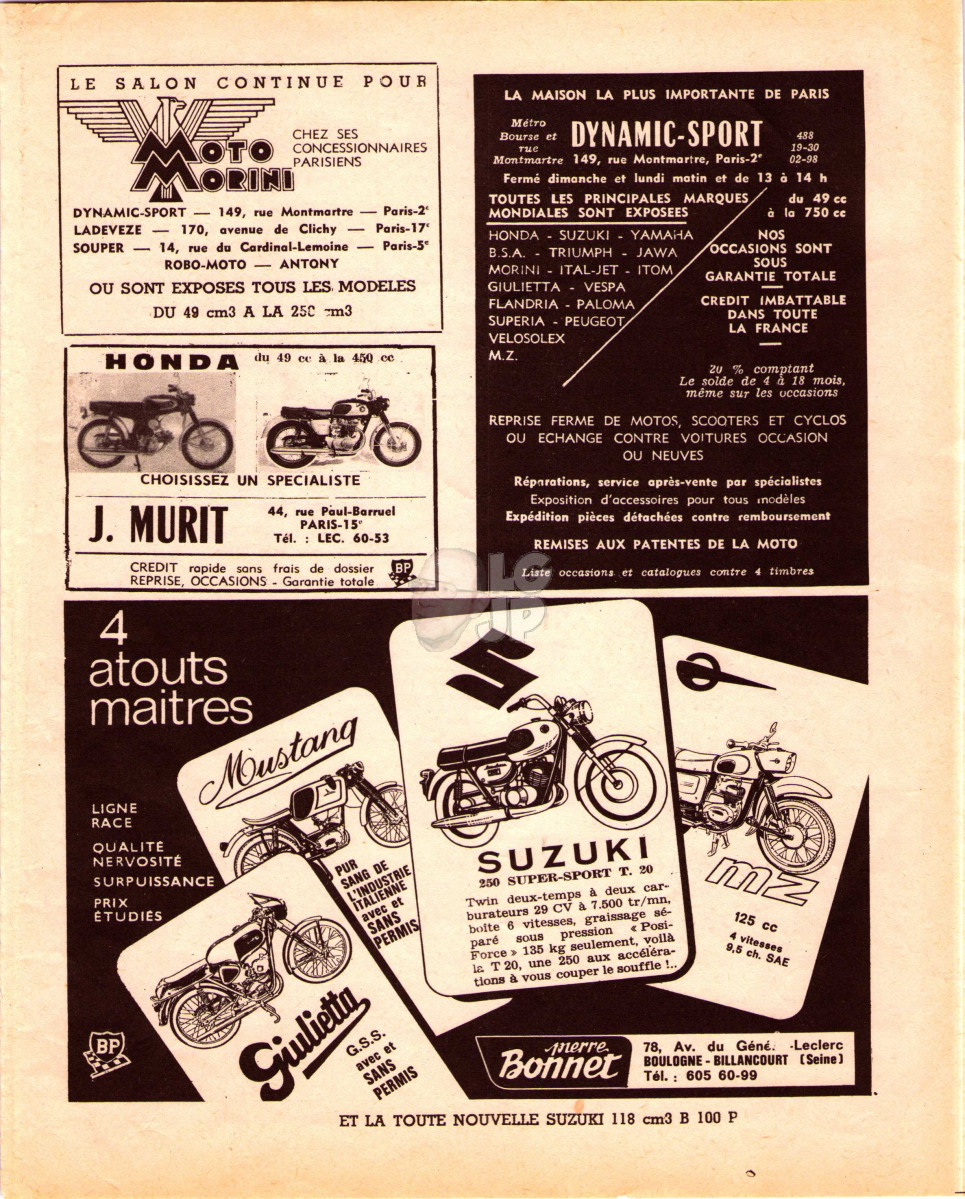 LE SALON CONTINUE POUR
MOTO
MORINI
CHEZ SES
CONCESSIONNAIRES
PARISIENS
DYNAMIC-SPORT — 149, rue Montmartre — Paris-2e
LADEVEZE — 170, avenue de Clichy — Paris-17e
SOUPER — 14, rue du Cardinal-Lemoine — Paris-5e
ROBO-MOTO — ANTONY
OU SONT EXPOSES TOUS LES MODELES
DU 49 cm3 A LA 250 cm3
HONDA du 49 cc à la 450 cc
CHOISISSEZ UN SPECIALISTE
J. MURIT
44, rue Paul-Barruel
PARIS-15e
Tél. : LEC. 60-53
CREDIT rapide sans frais de dossier
REPRISE, OCCASIONS - Garantie totale
BP
LA MAISON LA PLUS IMPORTANTE DE PARIS
Métro
Bourse et
rue
Montmartre
DYNAMIC-SPORT
149, rue Montmartre, Paris-2e
488
19-30
02-98
Fermé dimanche et lundi matin et de 13 à 14 h
TOUTES LES PRINCIPALES MARQUES
MONDIALES SONT EXPOSEES
du 49 cc
à la 750 cc
HONDA - SUZUKI - YAMAHA
B.S.A. - TRIUMPH - JAWA
MORINI - ITAL-JET - ITOM
GIULIETTA - VESPA
FLANDRIA - PALOMA
SUPERIA - PEUGEOT
VELOSOLEX
M.Z.
NOS
OCCASIONS SONT
SOUS
GARANTIE TOTALE
CREDIT IMBATTABLE
DANS TOUTE
LA FRANCE
20 % comptant
Le solde de 4 à 18 mois,
même sur les occasions
REPRISE FERME DE MOTOS, SCOOTERS ET CYCLOS
OU ECHANGE CONTRE VOITURES OCCASION
OU NEUVES
Réparations, service après-vente par spécialistes
Exposition d'accessoires pour tous modèles
Expédition pièces détachées contre remboursement
REMISES AUX PATENTES DE LA MOTO
Liste occasions et catalogues contre 4 timbres
LG
JP
4
atouts
maitres
LIGNE
RACE
QUALITÉ
NERVOSITÉ
SURPUISSANCE
PRIX
ÉTUDIÉS
BP
Mustang
PUR
SANG DE
L'INDUSTRIE
ITALIENNE
avec et
SANS
PERMIS
Giulietta
G.S.S.
avec et
SANS
PERMIS
SUZUKI
250 SUPER-SPORT T. 20
Twin deux-temps à deux car-
burateurs 29 CV à 7.500 tr/mn,
boîte 6 vitesses, graissage sé-
paré sous pression « Posi-
Force » 135 kg seulement, voilà
la T 20, une 250 aux accéléra-
tions à vous couper le souffle !..
MZ
125 cc
4 vitesses
9,5 ch. SAE
pierre
Bonnet
78, Av. du Géné. -Leclerc
BOULOGNE - BILLANCOURT (Seine)
Tél. : 605 60-99
ET LA TOUTE NOUVELLE SUZUKI 118 cm3 B 100 P